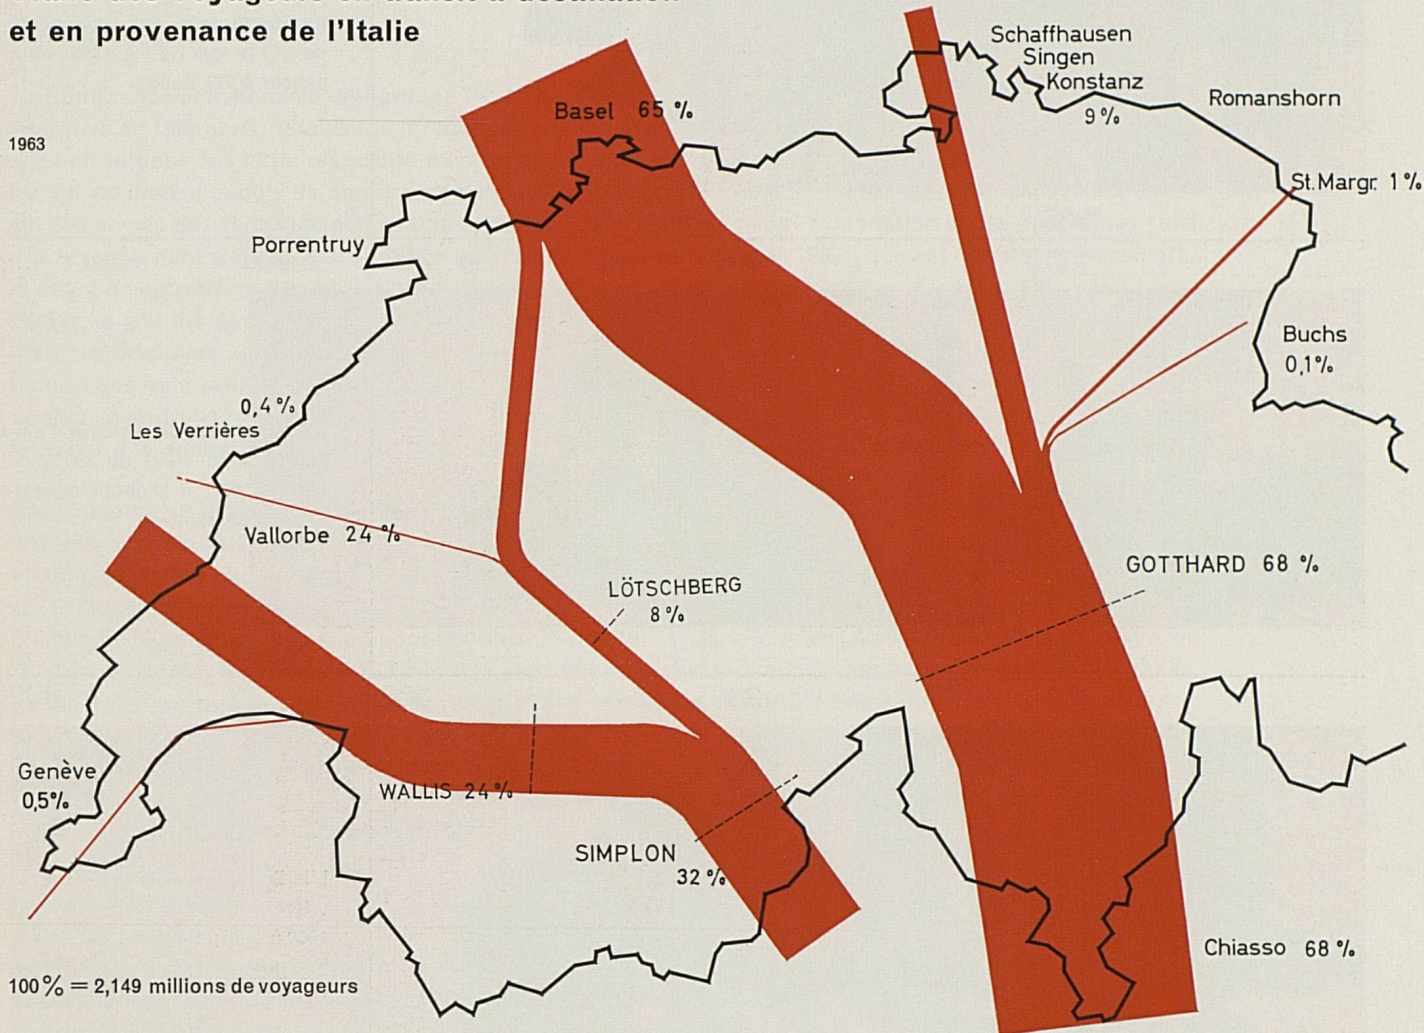 et en provenance de l'Italie
Schaffhausen
Singen
Konstanz
9%
Romanshorn
Basel 65 %
1963
St.Margr. 1%
Porrentruy
Buchs
0,1%
0,4%
Les Verrières
Vallorbe 24 %
GOTTHARD 68 %
LÖTSCHBERG
8%
Genève
0,5%
WALLIS 24%
SIMPLON
32%
Chiasso 68%
100% = 2,149 millions de voyageurs